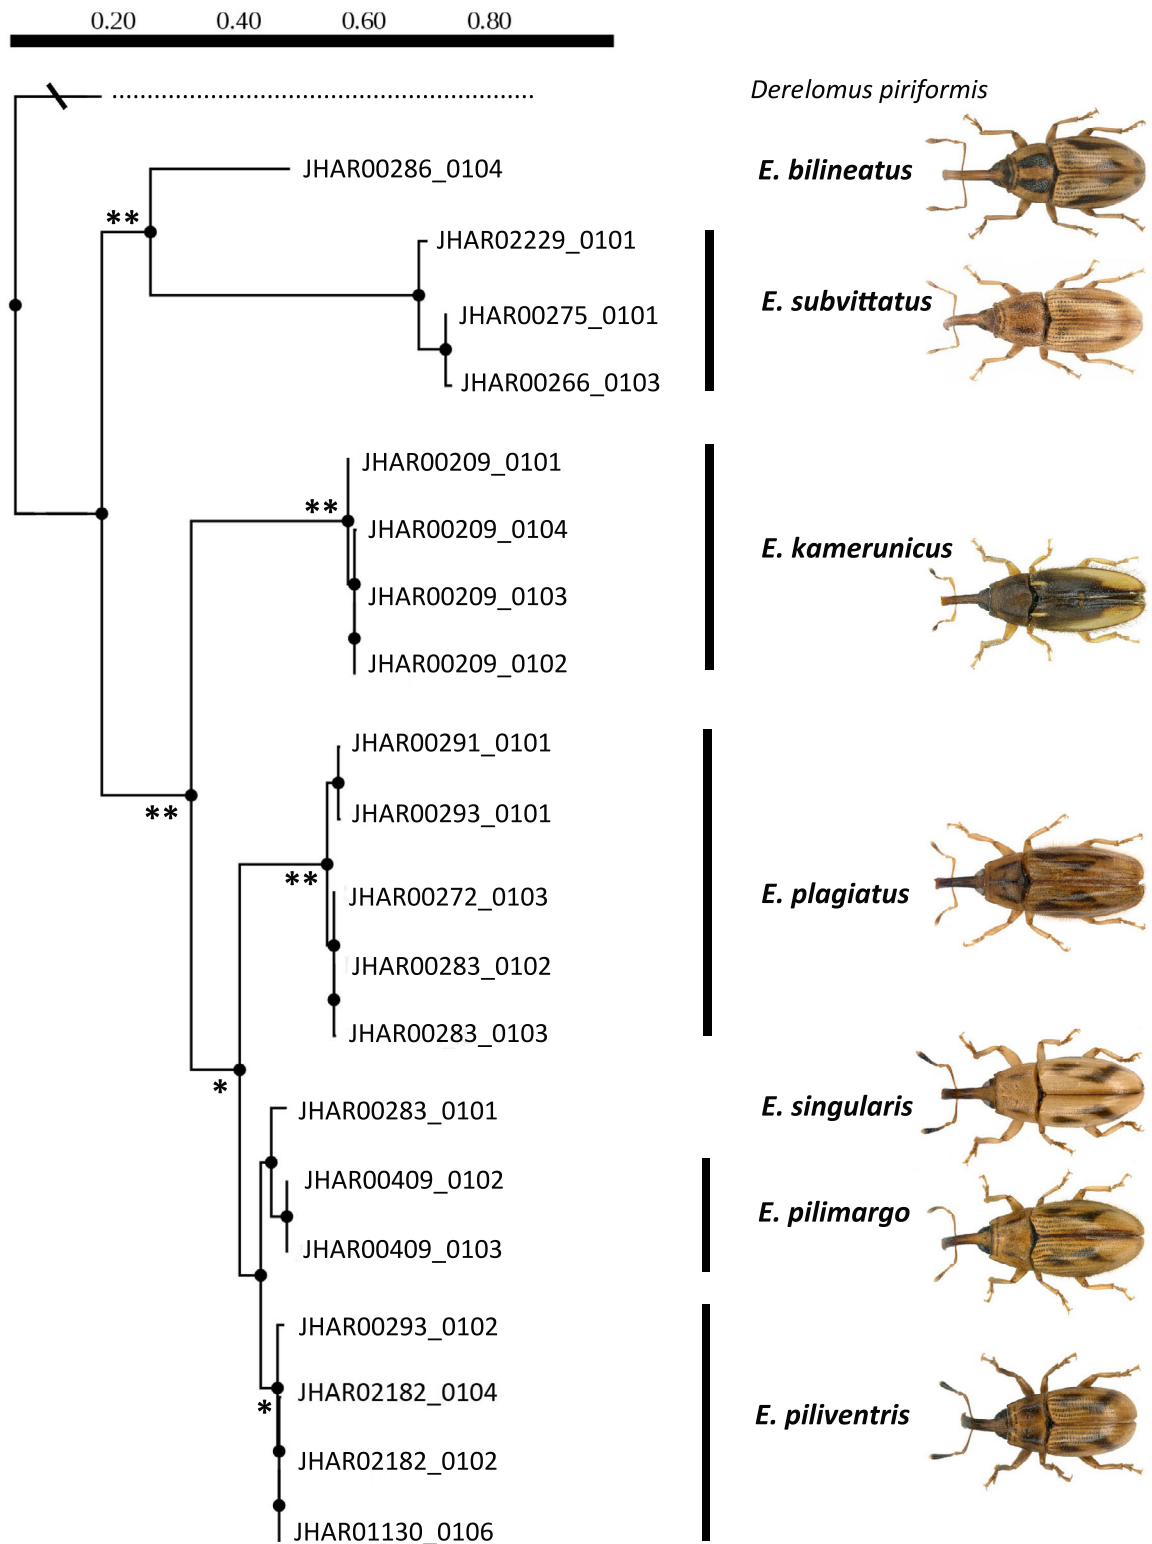 0.20 0.40 0.60 0.80
Derelomus piriformis
JHAR00286_0104 E. bilineatus
**
JHAR02229_0101
E. subvittatus
JHAR00275_0101
JHAR00266_0103
JHAR00209_0101
**
JHAR00209_0104
E. kamerunicus
JHAR00209_0103
JHAR00209_0102
JHAR00291_0101
**
JHAR00293_0101
**
JHAR00272_0103 E. plagiatus
JHAR00283_0102
JHAR00283_0103
*
JHAR00283_0101 E. singularis
JHAR00409_0102
E. pilimargo
JHAR00409_0103
JHAR00293_0102
JHAR02182_0104
*
E. piliventris
JHAR02182_0102
JHAR01130_0106